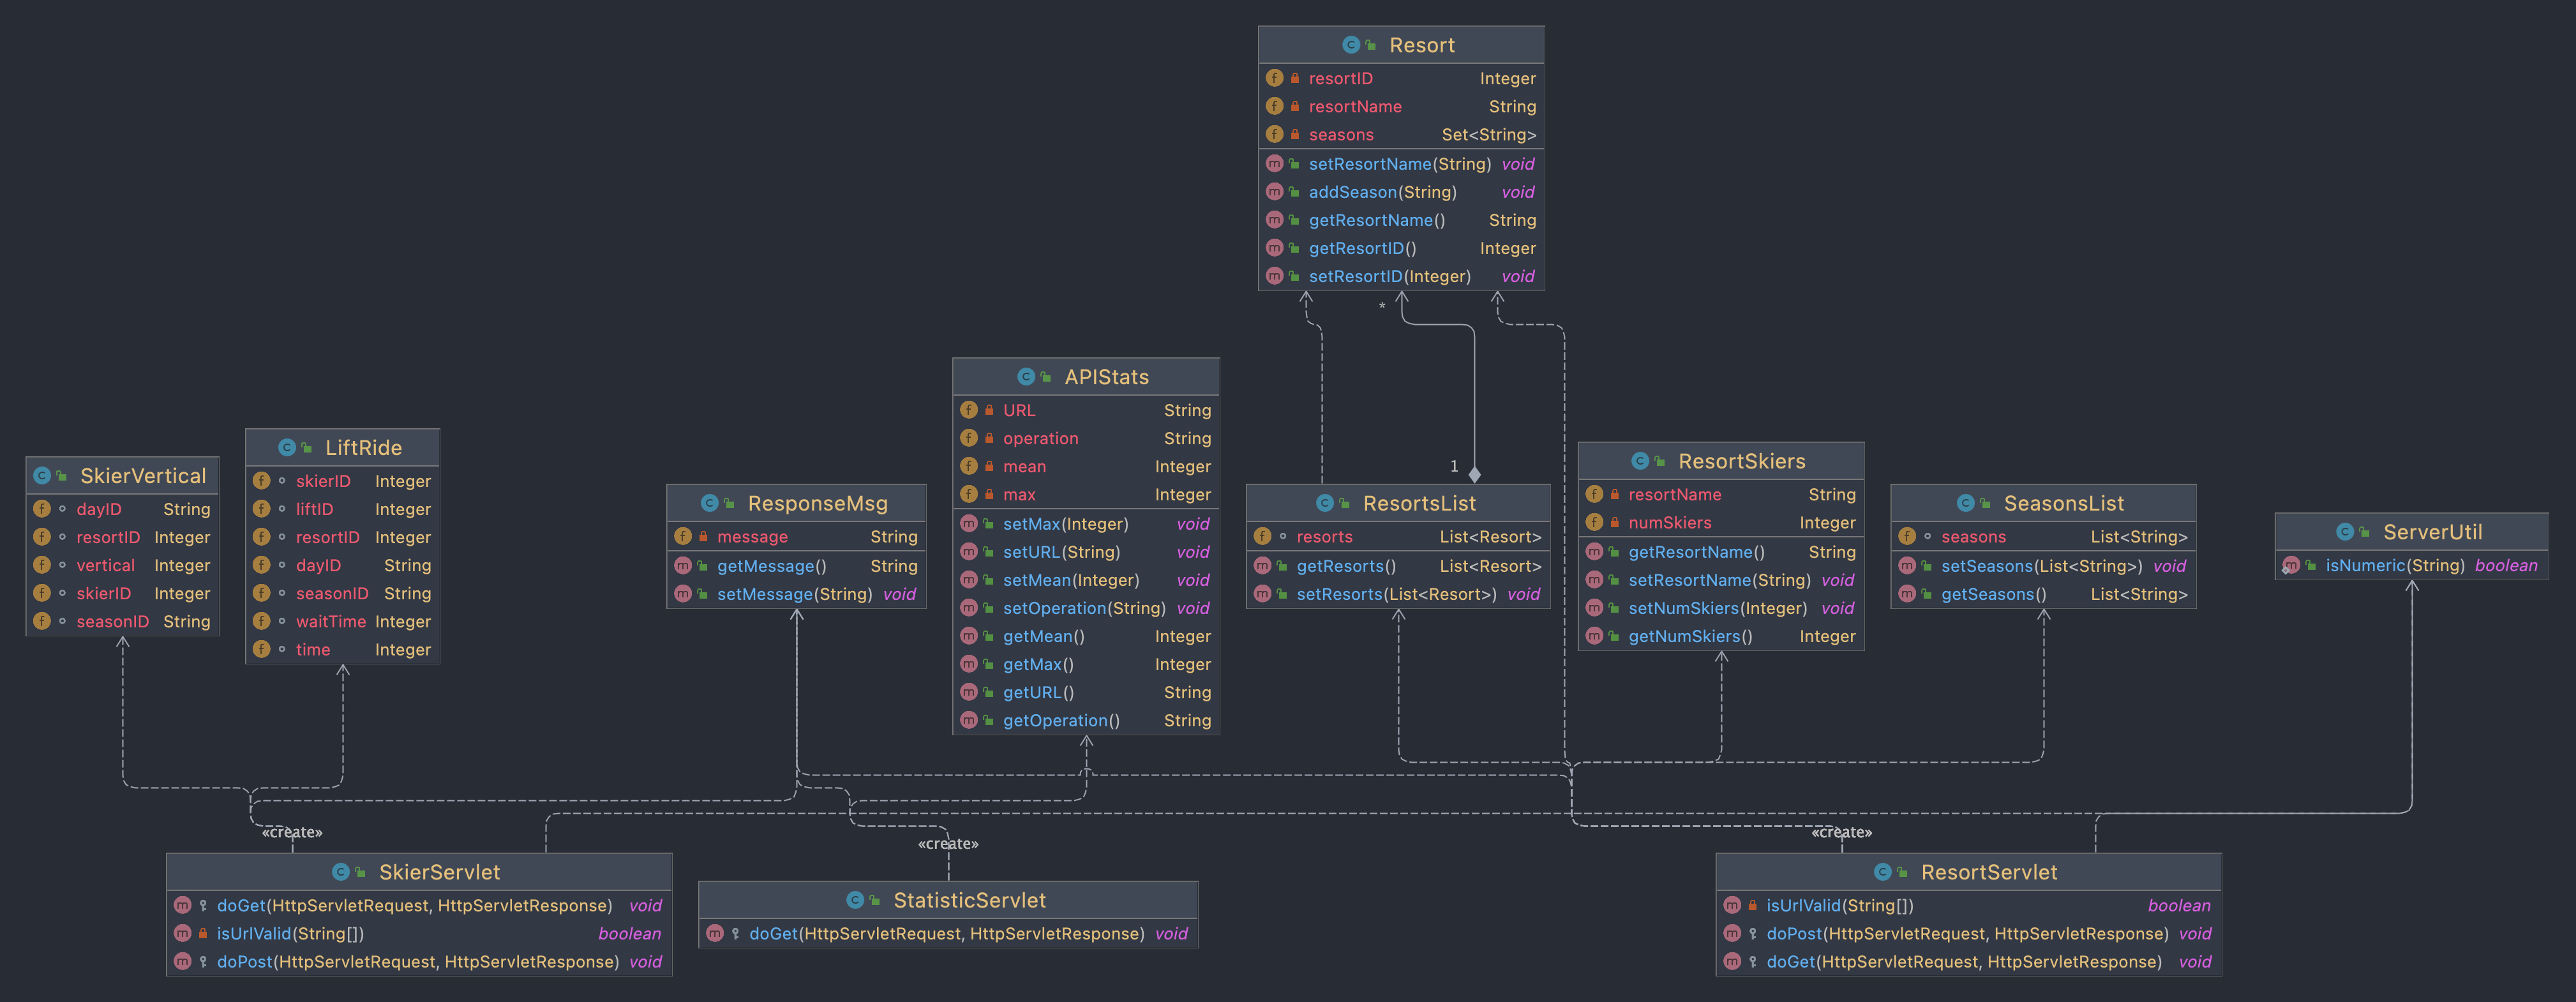 Resort
resortID Integer
resortName String
seasons Set<String>
setResortName(String) void
addSeason(String) void
getResortName() String
getResortID() Integer
setResortID(Integer) void
*
1
SkierVertical
dayID String
resortID Integer
vertical Integer
skierID Integer
seasonID String
LiftRide
skierID Integer
liftID Integer
resortID Integer
dayID String
seasonID String
waitTime Integer
time Integer
ResponseMsg
message String
getMessage() String
setMessage(String) void
APIStats
URL String
operation String
mean Integer
max Integer
setMax(Integer) void
setURL(String) void
setMean(Integer) void
setOperation(String) void
getMean() Integer
getMax() Integer
getURL() String
getOperation() String
ResortsList
resorts List<Resort>
getResorts() List<Resort>
setResorts(List<Resort>) void
ResortSkiers
resortName String
numSkiers Integer
getResortName() String
setResortName(String) void
setNumSkiers(Integer) void
getNumSkiers() Integer
SeasonsList
seasons List<String>
setSeasons(List<String>) void
getSeasons() List<String>
ServerUtil
isNumeric(String) boolean
«create»
SkierServlet
doGet(HttpServletRequest, HttpServletResponse) void
isUrlValid(String[]) boolean
doPost(HttpServletRequest, HttpServletResponse) void
«create»
StatisticServlet
doGet(HttpServletRequest, HttpServletResponse) void
«create»
ResortServlet
isUrlValid(String[]) boolean
doPost(HttpServletRequest, HttpServletResponse) void
doGet(HttpServletRequest, HttpServletResponse) void